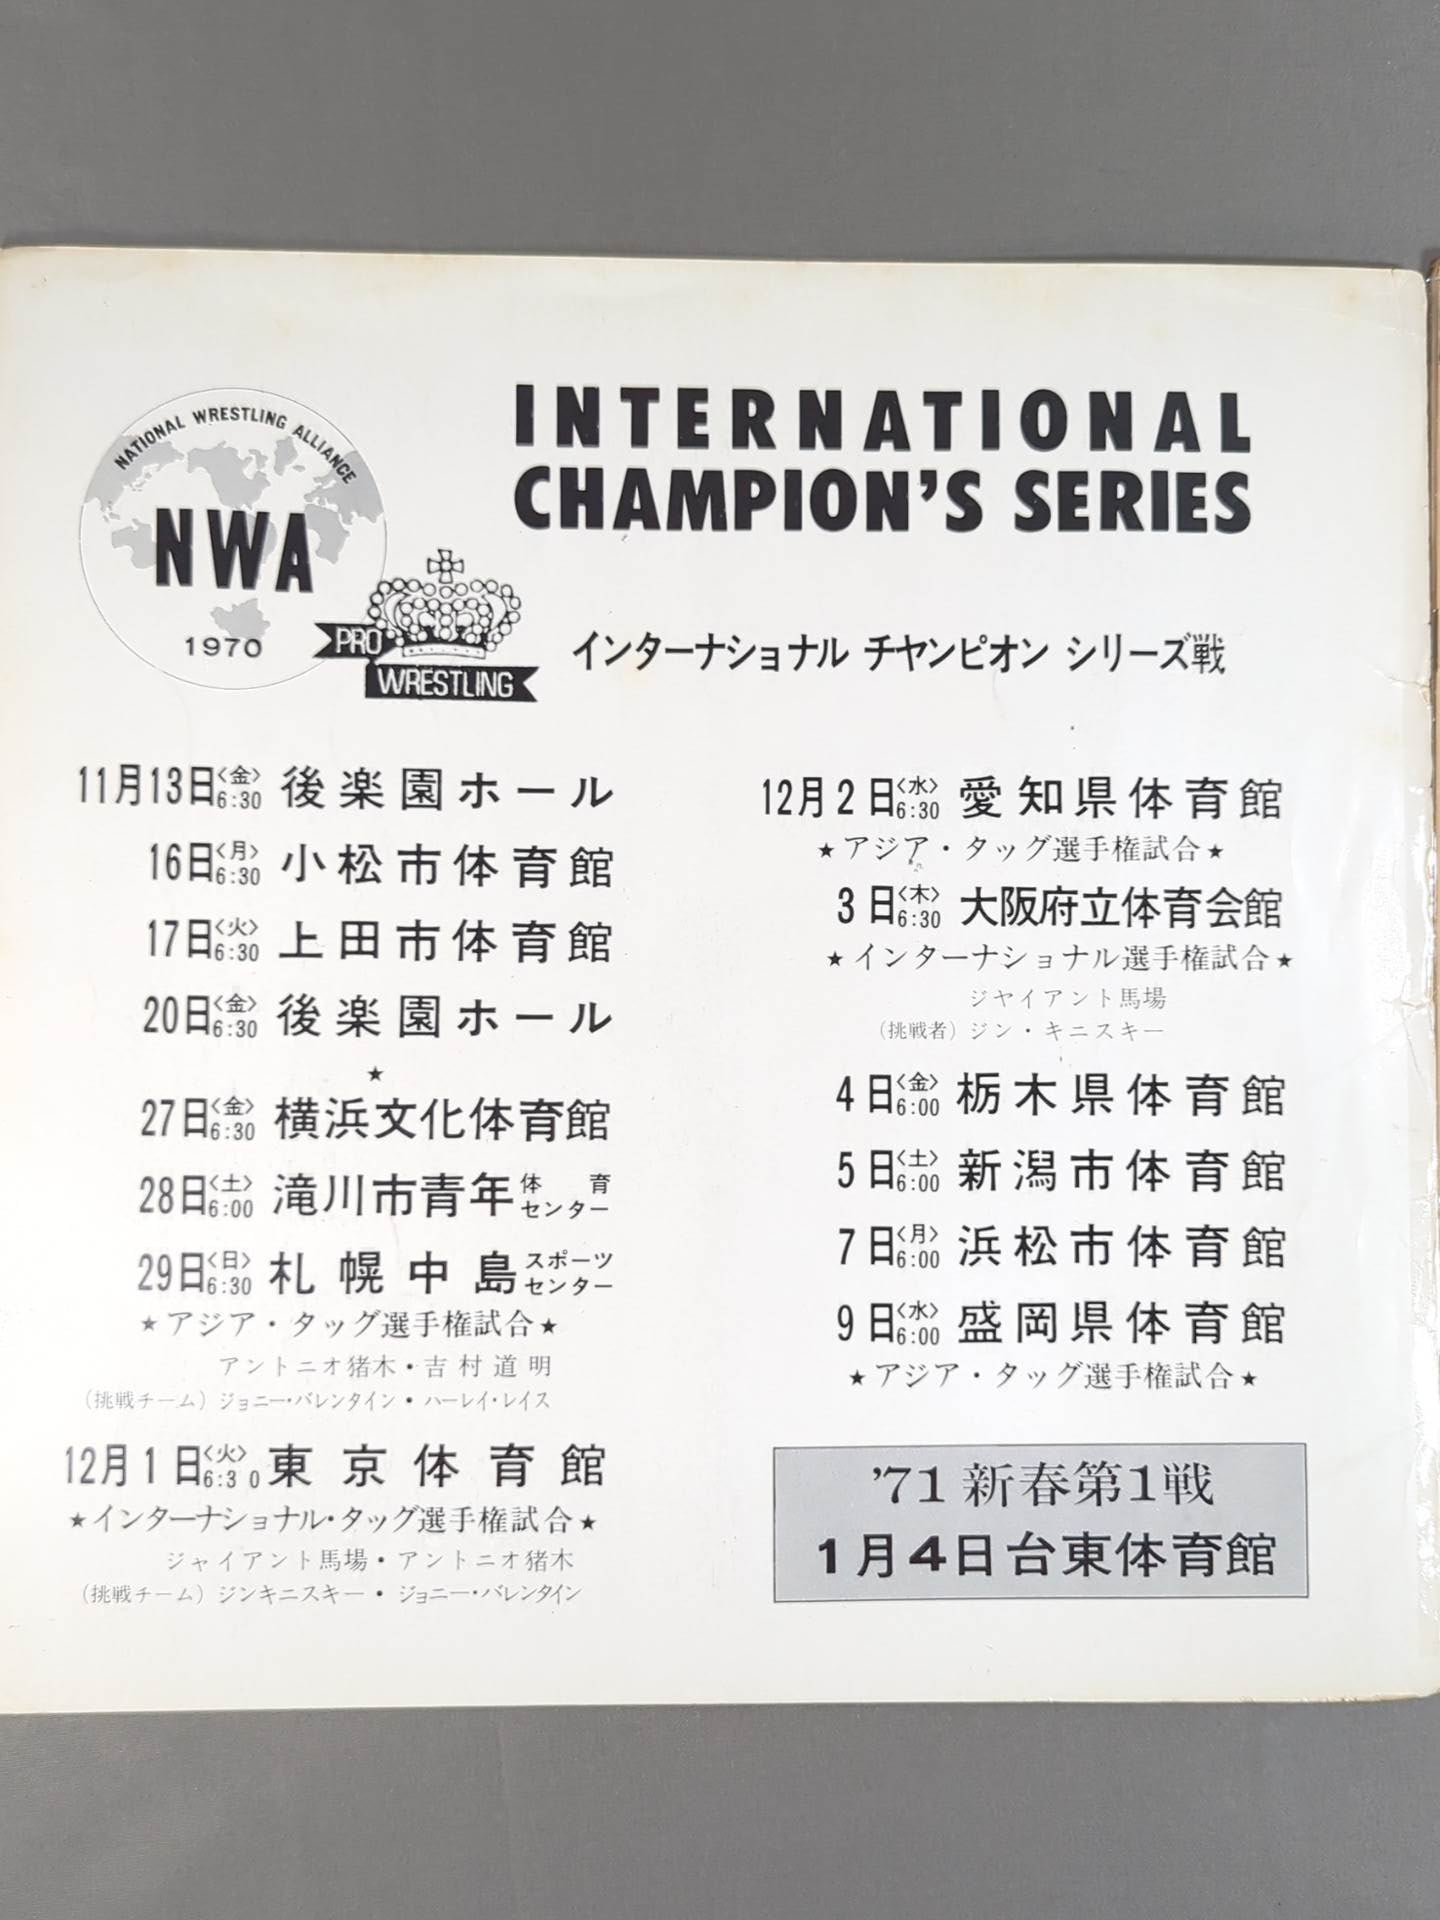 NATIONAL WRESTLING ALLIANCE
NWA
1970
PRO
WRESTLING
INTERNATIONAL
CHAMPION'S SERIES
インターナショナル チヤンピオン シリーズ戦
11月13日〈金〉6:30 後楽園ホール
16日〈月〉6:30 小松市体育館
17日〈火〉6:30 上田市体育館
20日〈金〉6:30 後楽園ホール
★
27日〈金〉6:30 横浜文化体育館
28日〈土〉6:00 滝川市青年体育センター
29日〈日〉6:30 札幌中島スポーツセンター
★アジア・タッグ選手権試合★
アントニオ猪木・吉村道明
(挑戦チーム) ジョニー・バレンタイン・ハーレイ・レイス
12月1日〈火〉6:30 東京体育館
★インターナショナル・タッグ選手権試合★
ジャイアント馬場・アントニオ猪木
(挑戦チーム) ジンキニスキー・ジョニー・バレンタイン
12月2日〈水〉6:30 愛知県体育館
★アジア・タッグ選手権試合★
3日〈木〉6:30 大阪府立体育会館
★インターナショナル選手権試合★
ジヤイアント馬場
(挑戦者) ジン・キニスキー
4日〈金〉6:00 栃木県体育館
5日〈土〉6:00 新潟市体育館
7日〈月〉6:00 浜松市体育館
9日〈水〉6:00 盛岡県体育館
★アジア・タッグ選手権試合★
'71 新春第1戦
1月4日台東体育館